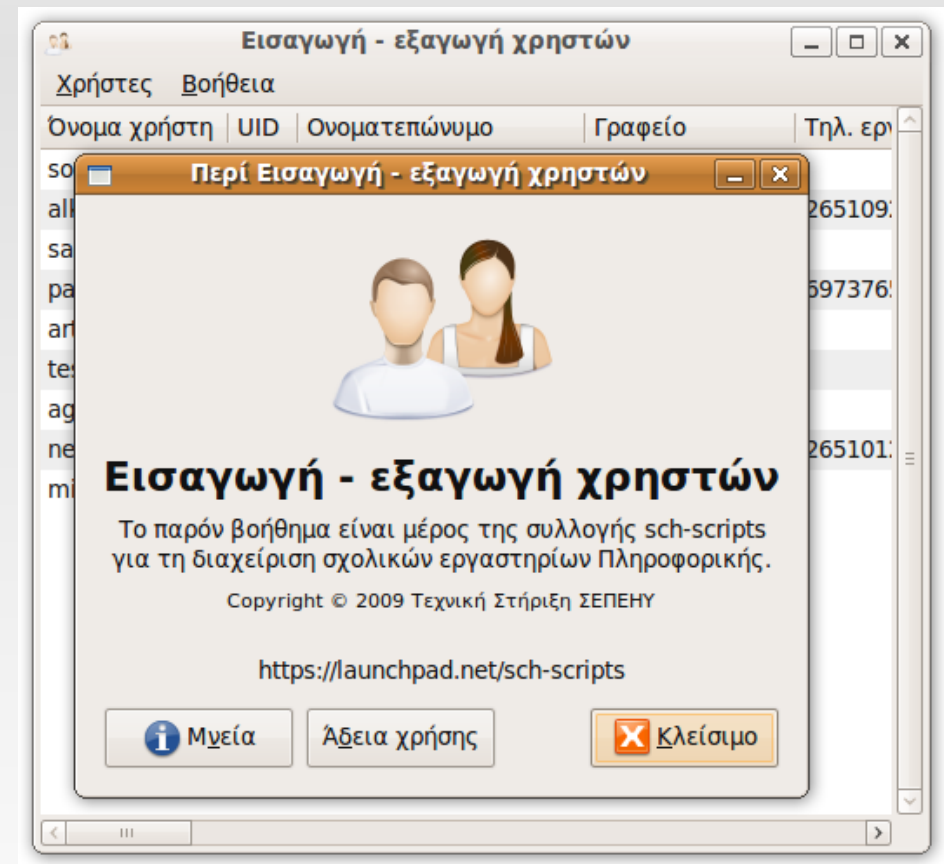 Εισαγωγή - εξαγωγή χρηστών
Χρήστες Βοήθεια
Όνομα χρήστη UID Ονοματεπώνυμο Γραφείο Τηλ.
Περί Εισαγωγή - εξαγωγή χρηστών
Εισαγωγή - εξαγωγή χρηστών
Το παρόν βοήθημα είναι μέρος της συλλογής sch-scripts
για τη διαχείριση σχολικών εργαστηρίων Πληροφορικής.
Copyright © 2009 Τεχνική Στήριξη ΣΕΠΕΗΥ
https://launchpad.net/sch-scripts
Μνεία Άδεια χρήσης Κλείσιμο